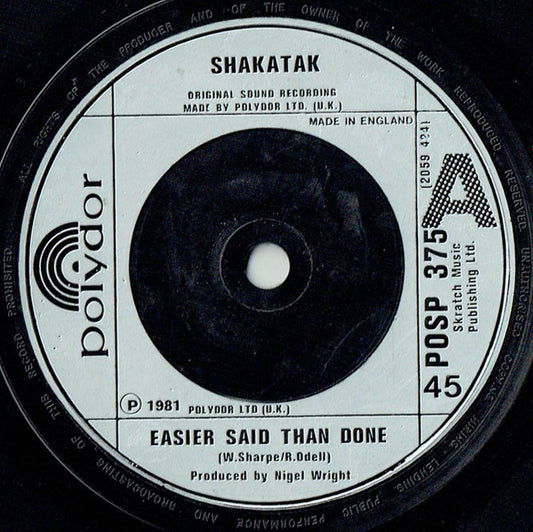 SHAKATAK
ORIGINAL SOUND RECORDING
MADE BY POLYDOR LTD. (U.K.)
MADE IN ENGLAND
polydor
(2059 424)
A
POSP 375
Skratch Music
Publishing Ltd.
45
Ⓟ 1981 POLYDOR LTD (U.K.)
EASIER SAID THAN DONE
(W.Sharpe/R.Odell)
Produced by Nigel Wright
ALL RIGHTS OF THE PRODUCER AND OF THE OWNER OF THE WORK REPRODUCED RESERVED. UNAUTHORISED COPYING, HIRING, LENDING, PUBLIC PERFORMANCE AND BROADCASTING OF THIS RECORD PROHIBITED.